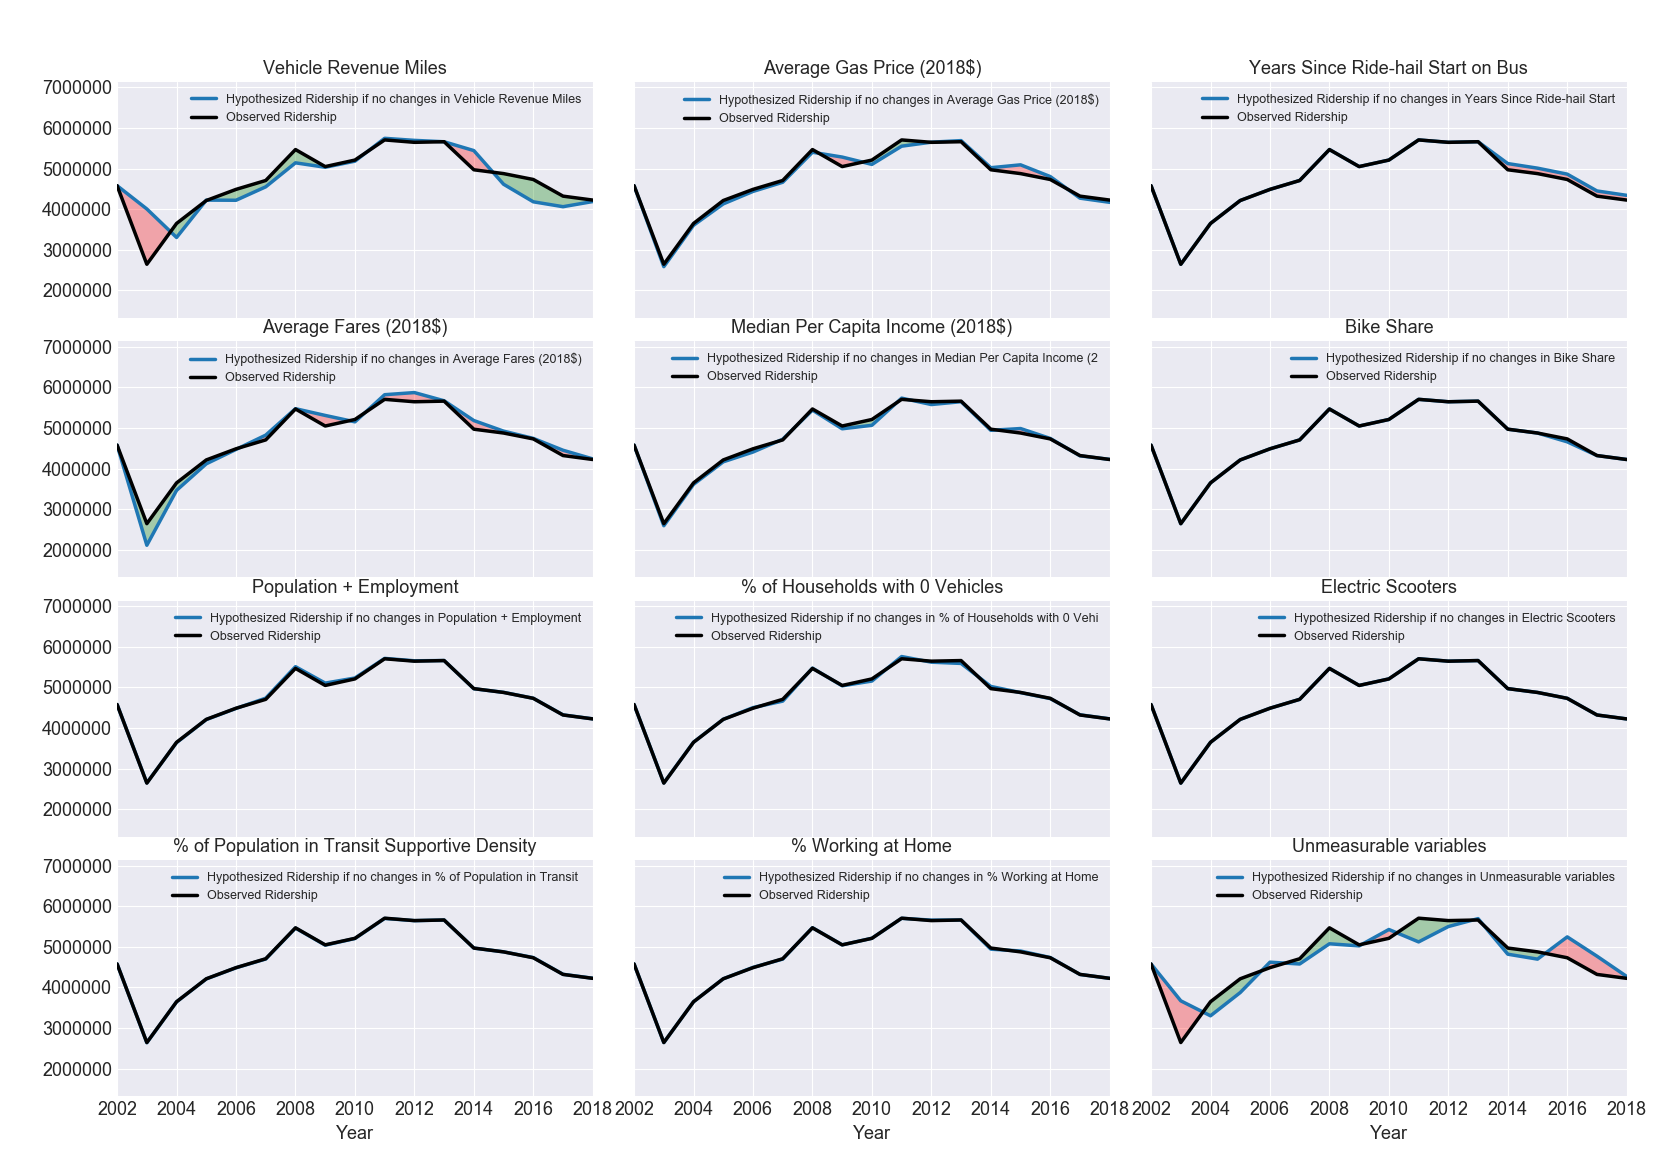 Vehicle Revenue Miles
7000000
6000000
5000000
4000000
3000000
2000000
Hypothesized Ridership if no changes in Vehicle Revenue Miles
Observed Ridership
Average Gas Price (2018$)
Hypothesized Ridership if no changes in Average Gas Price (2018$)
Observed Ridership
Years Since Ride-hail Start on Bus
Hypothesized Ridership if no changes in Years Since Ride-hail Start
Observed Ridership
Average Fares (2018$)
7000000
6000000
5000000
4000000
3000000
2000000
Hypothesized Ridership if no changes in Average Fares (2018$)
Observed Ridership
Median Per Capita Income (2018$)
Hypothesized Ridership if no changes in Median Per Capita Income (2
Observed Ridership
Bike Share
Hypothesized Ridership if no changes in Bike Share
Observed Ridership
Population + Employment
7000000
6000000
5000000
4000000
3000000
2000000
Hypothesized Ridership if no changes in Population + Employment
Observed Ridership
% of Households with 0 Vehicles
Hypothesized Ridership if no changes in % of Households with 0 Vehi
Observed Ridership
Electric Scooters
Hypothesized Ridership if no changes in Electric Scooters
Observed Ridership
% of Population in Transit Supportive Density
7000000
6000000
5000000
4000000
3000000
2000000
Hypothesized Ridership if no changes in % of Population in Transit
Observed Ridership
2002 2004 2006 2008 2010 2012 2014 2016 2018
Year
% Working at Home
Hypothesized Ridership if no changes in % Working at Home
Observed Ridership
2002 2004 2006 2008 2010 2012 2014 2016 2018
Year
Unmeasurable variables
Hypothesized Ridership if no changes in Unmeasurable variables
Observed Ridership
2002 2004 2006 2008 2010 2012 2014 2016 2018
Year